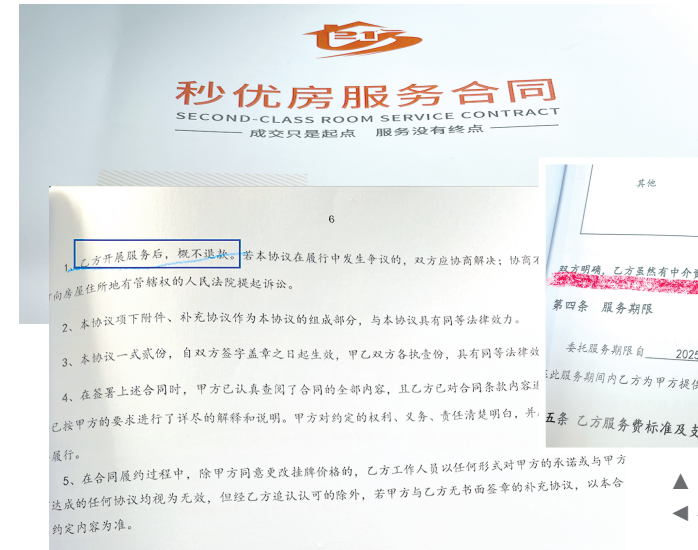 21
秒优房服务合同
SECOND-CLASS ROOM SERVICE CONTRACT
成交只是起点 服务没有终点
6
1、乙方开展服务后，概不退款。若本协议在履行中发生争议的，双方应协商解决；协商不
向房屋住所地有管辖权的人民法院提起诉讼。
2、本协议项下附件、补充协议作为本协议的组成部分，与本协议具有同等法律效力。
3、本协议一式贰份，自双方签字盖章之日起生效，甲乙双方各执壹份，具有同等法律效
4、在签署上述合同时，甲方已认真查阅了合同的全部内容，且乙方已对合同条款内容进
已按甲方的要求进行了详尽的解释和说明。甲方对约定的权利、义务、责任清楚明白，并
履行。
5、在合同履约过程中，除甲方同意更改挂牌价格的，乙方工作人员以任何形式对甲方的承诺或与甲方
达成的任何协议均视为无效，但经乙方追认认可的除外，若甲方与乙方无书面签章的补充协议，以本合
约定内容为准。
其他
双方明确，乙方虽然有中介
第四条 服务期限
委托服务期限自 2025
此服务期间内乙方为甲方提供
五条 乙方服务费标准及支